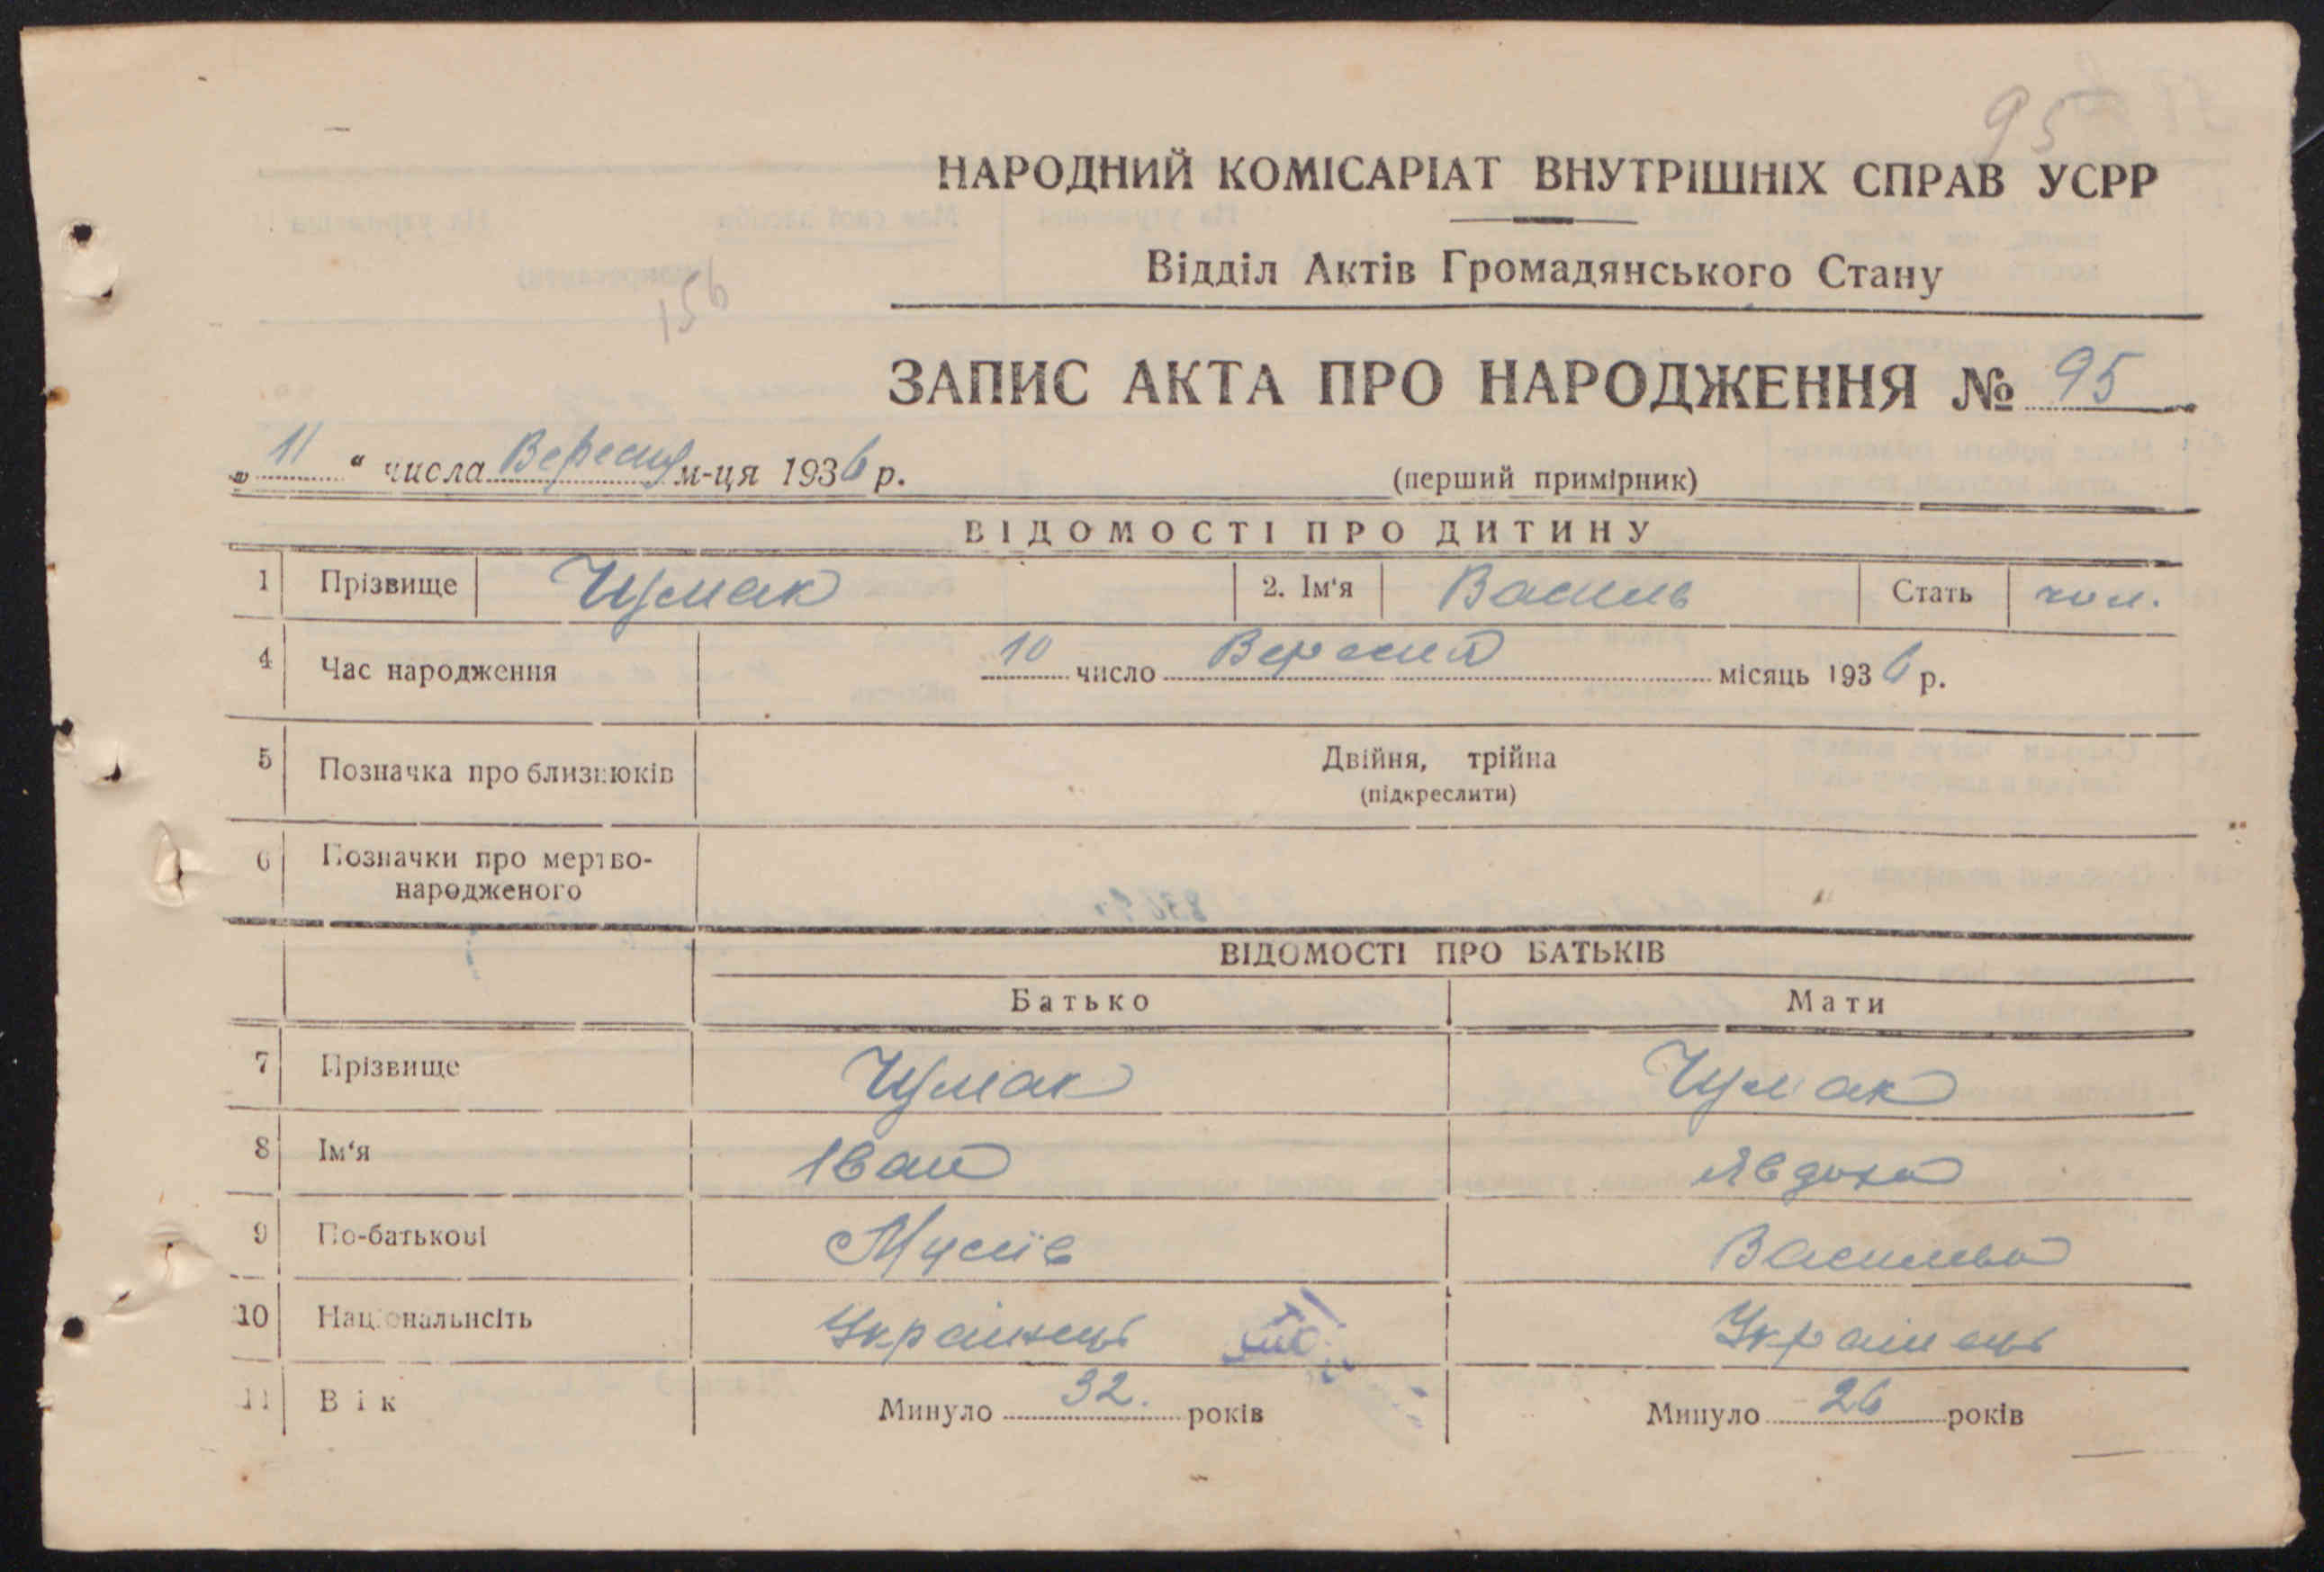 95
НАРОДНИЙ КОМІСАРІАТ ВНУТРІШНІХ СПРАВ УСРР
Відділ Актів Громадянського Стану
156
ЗАПИС АКТА ПРО НАРОДЖЕННЯ № 95
„11“ числа Вересня м-ця 1936 р.
(перший примірник)
ВІДОМОСТІ ПРО ДИТИНУ
1 Прізвище Чумак 2. Ім'я Василь Стать чол.
4 Час народження 10 число Вересня місяць 1936 р.
5 Позначка про близнюків Двійня, трійна
(підкреслити)
6 Позначки про мертво-
народженого
ВІДОМОСТІ ПРО БАТЬКІВ
Батько Мати
7 Прізвище Чумак Чумак
8 Ім'я Іван Явдоха
9 По-батькові Мусіїв Василева
10 Національнсіть Українець Українець
11 Вік Минуло 32. років Минуло 26 років